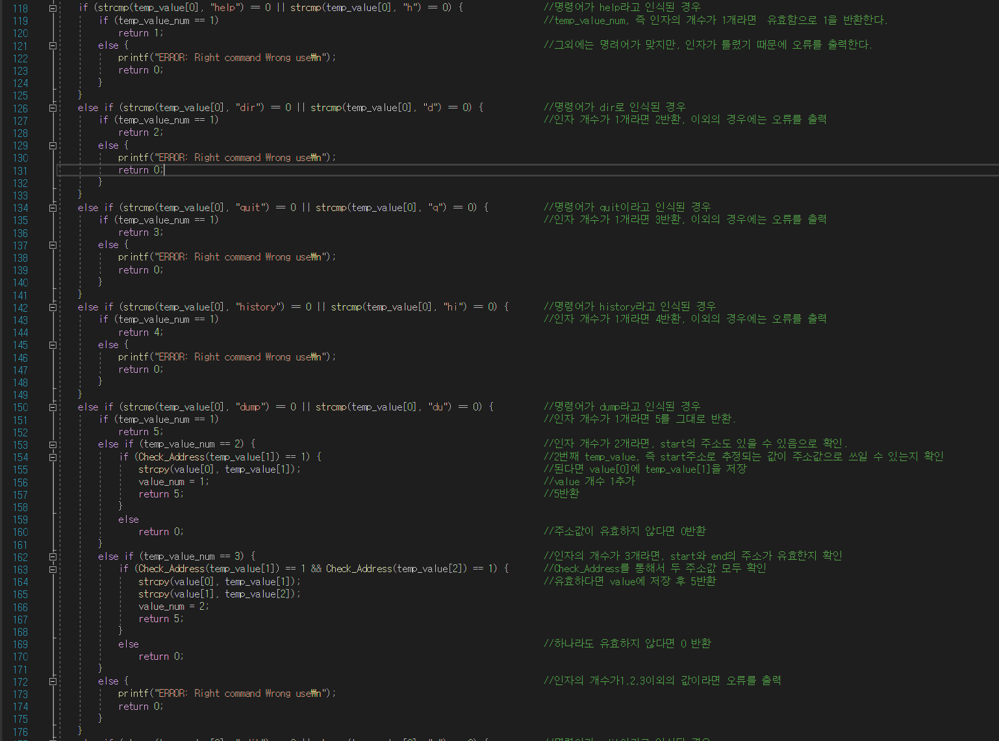 118 if (strcmp(temp_value[0], "help") == 0 || strcmp(temp_value[0], "h") == 0) { //명령어가 help라고 인식된 경우
119 if (temp_value_num == 1) //temp_value_num, 즉 인자의 개수가 1개라면 유효함으로 1을 반환한다.
120 return 1;
121 else { //그외에는 명려어가 맞지만, 인자가 틀렸기 때문에 오류를 출력한다.
122 printf("ERROR: Right command Wrong use₩n");
123 return 0;
124 }
125 }
126 else if (strcmp(temp_value[0], "dir") == 0 || strcmp(temp_value[0], "d") == 0) { //명령어가 dir로 인식된 경우
127 if (temp_value_num == 1) //인자 개수가 1개라면 2반환, 이외의 경우에는 오류를 출력
128 return 2;
129 else {
130 printf("ERROR: Right command Wrong use₩n");
131 return 0;
132 }
133 }
134 else if (strcmp(temp_value[0], "quit") == 0 || strcmp(temp_value[0], "q") == 0) { //명령어가 quit이라고 인식된 경우
135 if (temp_value_num == 1) //인자 개수가 1개라면 3반환, 이외의 경우에는 오류를 출력
136 return 3;
137 else {
138 printf("ERROR: Right command Wrong use₩n");
139 return 0;
140 }
141 }
142 else if (strcmp(temp_value[0], "history") == 0 || strcmp(temp_value[0], "hi") == 0) { //명령어가 history라고 인식된 경우
143 if (temp_value_num == 1) //인자 개수가 1개라면 4반환, 이외의 경우에는 오류를 출력
144 return 4;
145 else {
146 printf("ERROR: Right command Wrong use₩n");
147 return 0;
148 }
149 }
150 else if (strcmp(temp_value[0], "dump") == 0 || strcmp(temp_value[0], "du") == 0) { //명령어가 dump라고 인식된 경우
151 if (temp_value_num == 1) //인자 개수가 1개라면 5를 그대로 반환.
152 return 5;
153 else if (temp_value_num == 2) { //인자 개수가 2개라면, start의 주소도 있을 수 있음으로 확인.
154 if (Check_Address(temp_value[1]) == 1) { //2번째 temp_value, 즉 start주소로 추정되는 값이 주소값으로 쓰일 수 있는지 확인
155 strcpy(value[0], temp_value[1]); //된다면 value[0]에 temp_value[1]을 저장
156 value_num = 1; //value 개수 1추가
157 return 5; //5반환
158 }
159 else
160 return 0; //주소값이 유효하지 않다면 0반환
161 }
162 else if (temp_value_num == 3) { //인자의 개수가 3개라면, start와 end의 주소가 유효한지 확인
163 if (Check_Address(temp_value[1]) == 1 && Check_Address(temp_value[2]) == 1) { //Check_Address를 통해서 두 주소값 모두 확인
164 strcpy(value[0], temp_value[1]); //유효하다면 value에 저장 후 5반환
165 strcpy(value[1], temp_value[2]);
166 value_num = 2;
167 return 5;
168 }
169 else //하나라도 유효하지 않다면 0 반환
170 return 0;
171 }
172 else { //인자의 개수가1,2,3이외의 값이라면 오류를 출력
173 printf("ERROR: Right command Wrong use₩n");
174 return 0;
175 }
176 }